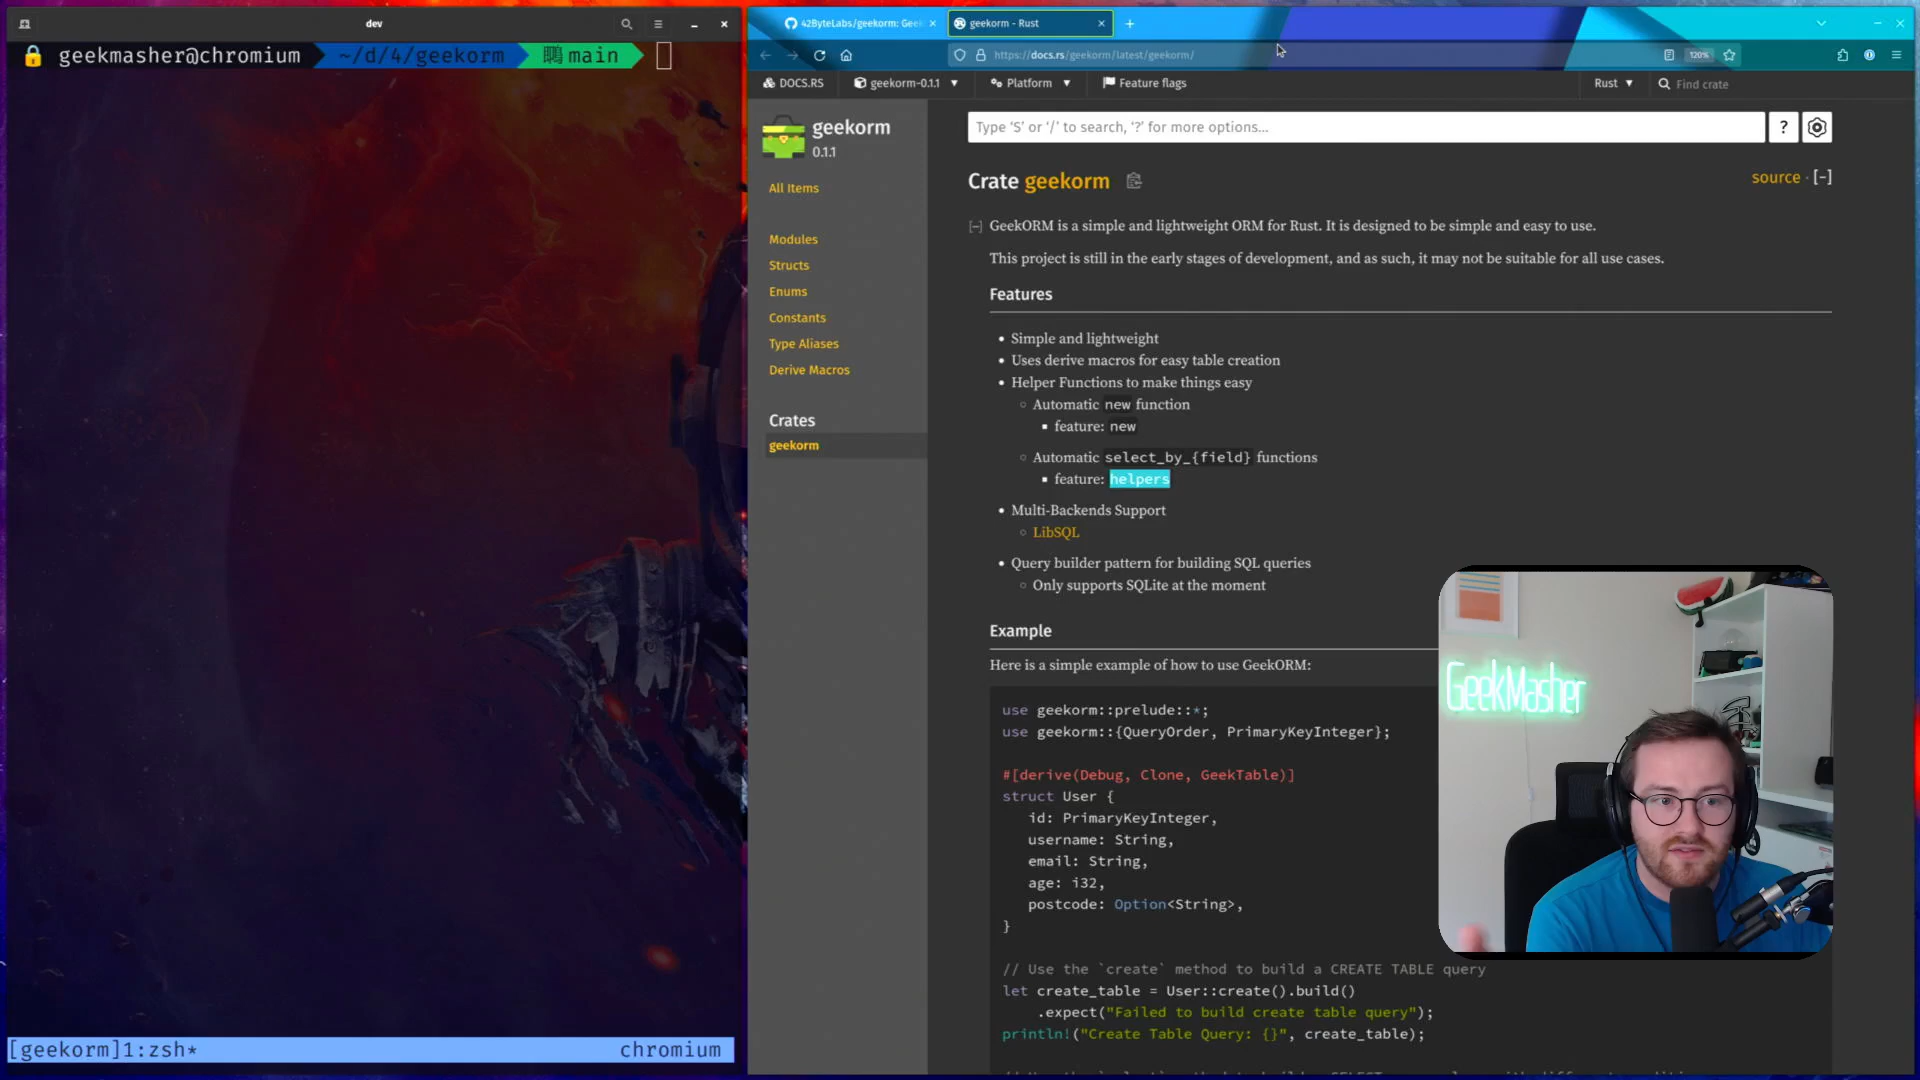 dev
geekmasher@chromium ~/d/4/geekorm main
[geekorm]1:zsh* chromium
42ByteLabs/geekorm: Geek
geekorm - Rust
https://docs.rs/geekorm/latest/geekorm/
120%
DOCS.RS
geekorm-0.1.1
Platform
Feature flags
Rust
Find crate
geekorm
0.1.1
All Items
Modules
Structs
Enums
Constants
Type Aliases
Derive Macros
Crates
geekorm
Type ‘S’ or ‘/’ to search, ‘?’ for more options…
?
Crate geekorm
source · [-]
[-] GeekORM is a simple and lightweight ORM for Rust. It is designed to be simple and easy to use.
This project is still in the early stages of development, and as such, it may not be suitable for all use cases.
Features
• Simple and lightweight
• Uses derive macros for easy table creation
• Helper Functions to make things easy
◦ Automatic new function
▪ feature: new
◦ Automatic select_by_{field} functions
▪ feature: helpers
• Multi-Backends Support
◦ LibSQL
• Query builder pattern for building SQL queries
◦ Only supports SQLite at the moment
Example
Here is a simple example of how to use GeekORM:
use geekorm::prelude::*;
use geekorm::{QueryOrder, PrimaryKeyInteger};
#[derive(Debug, Clone, GeekTable)]
struct User {
id: PrimaryKeyInteger,
username: String,
email: String,
age: i32,
postcode: Option<String>,
}
// Use the `create` method to build a CREATE TABLE query
let create_table = User::create().build()
.expect("Failed to build create table query");
println!("Create Table Query: {}", create_table);
GeekMasher